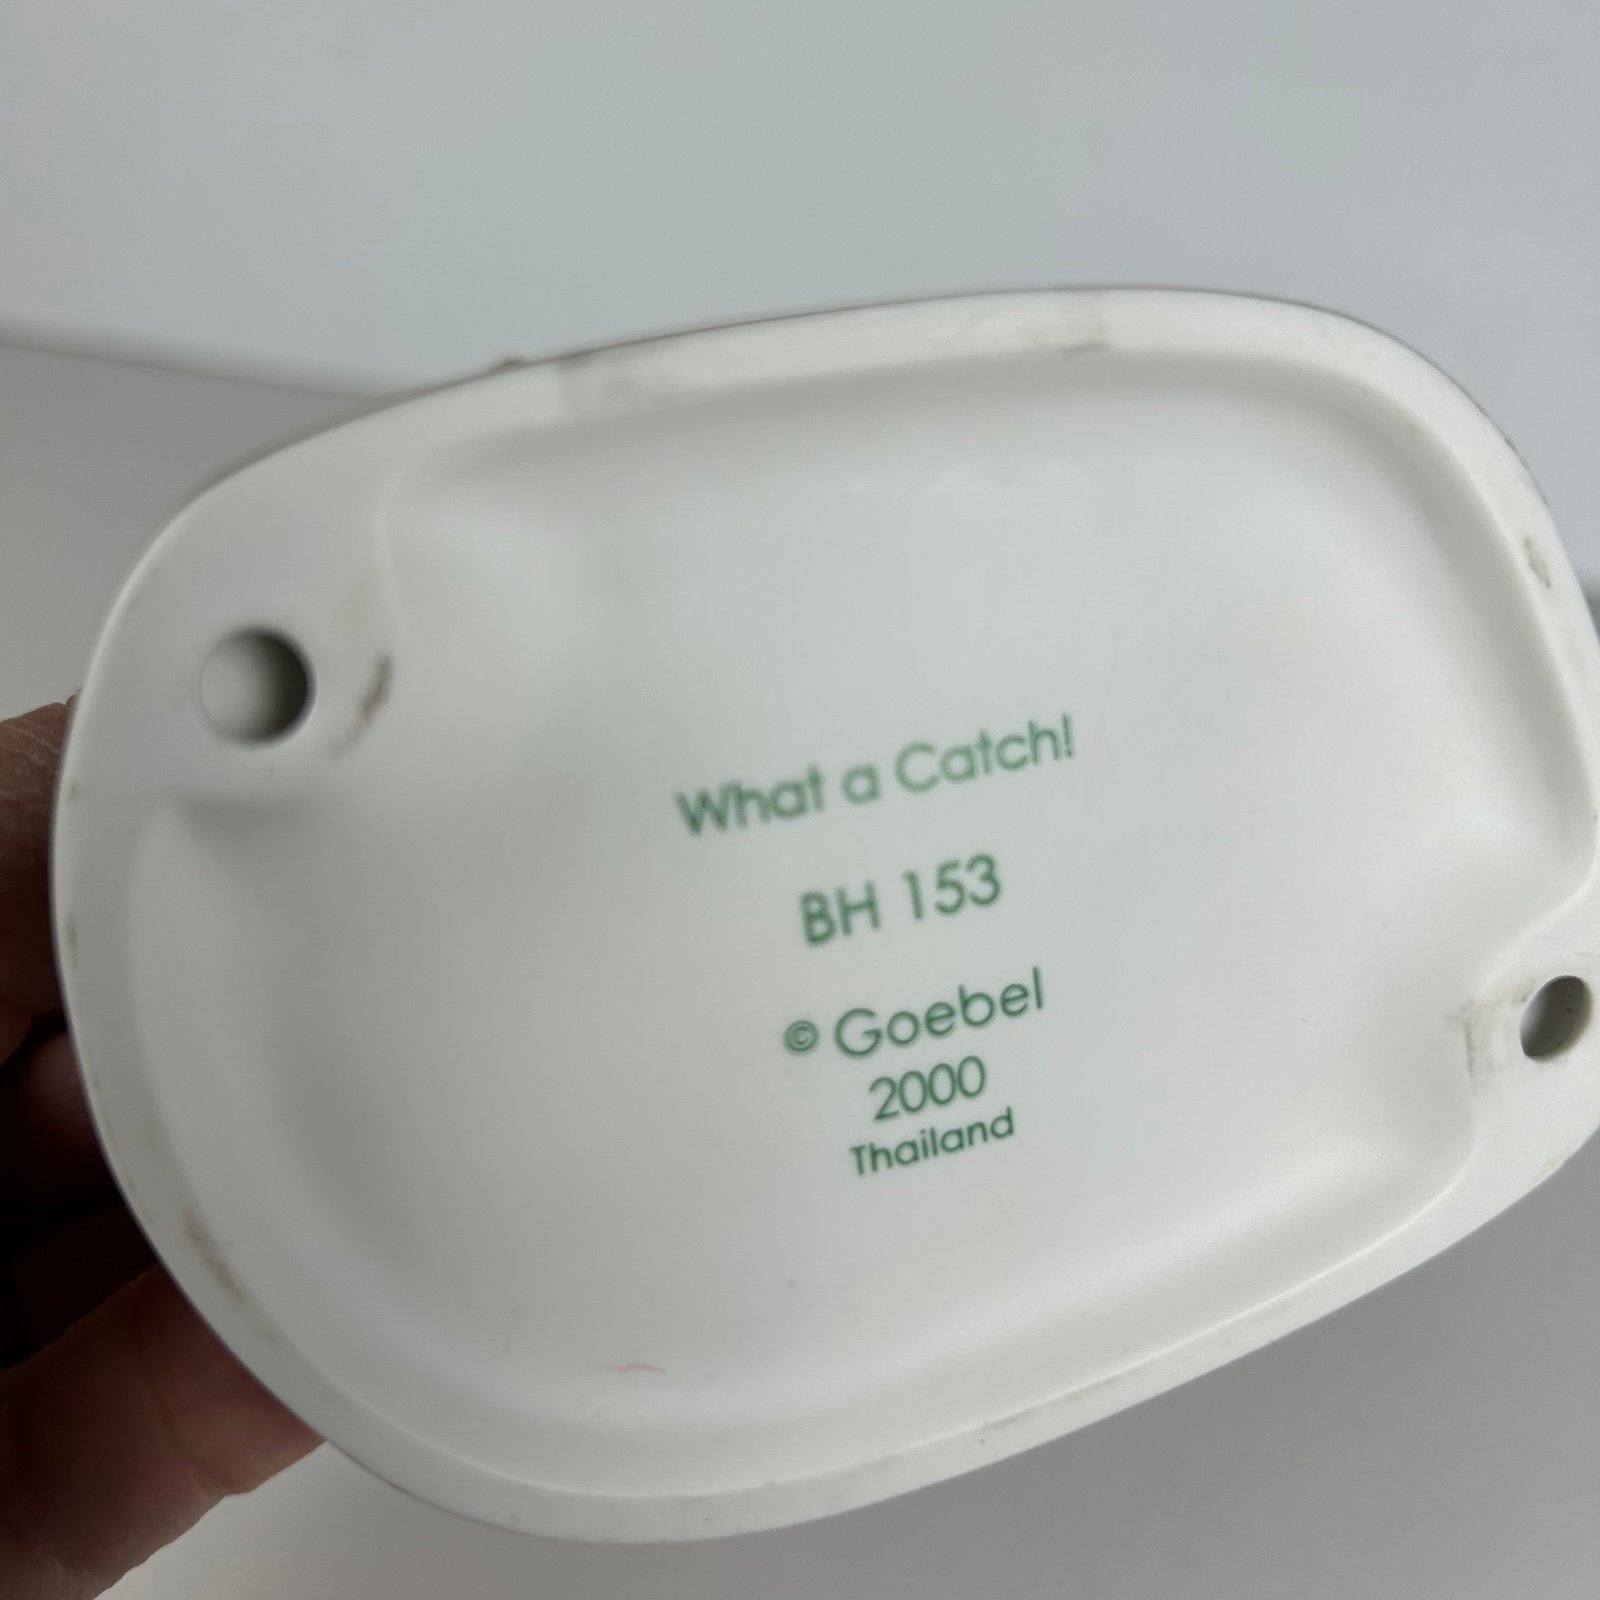 What a Catch!
BH 153
© Goebel
2000
Thailand